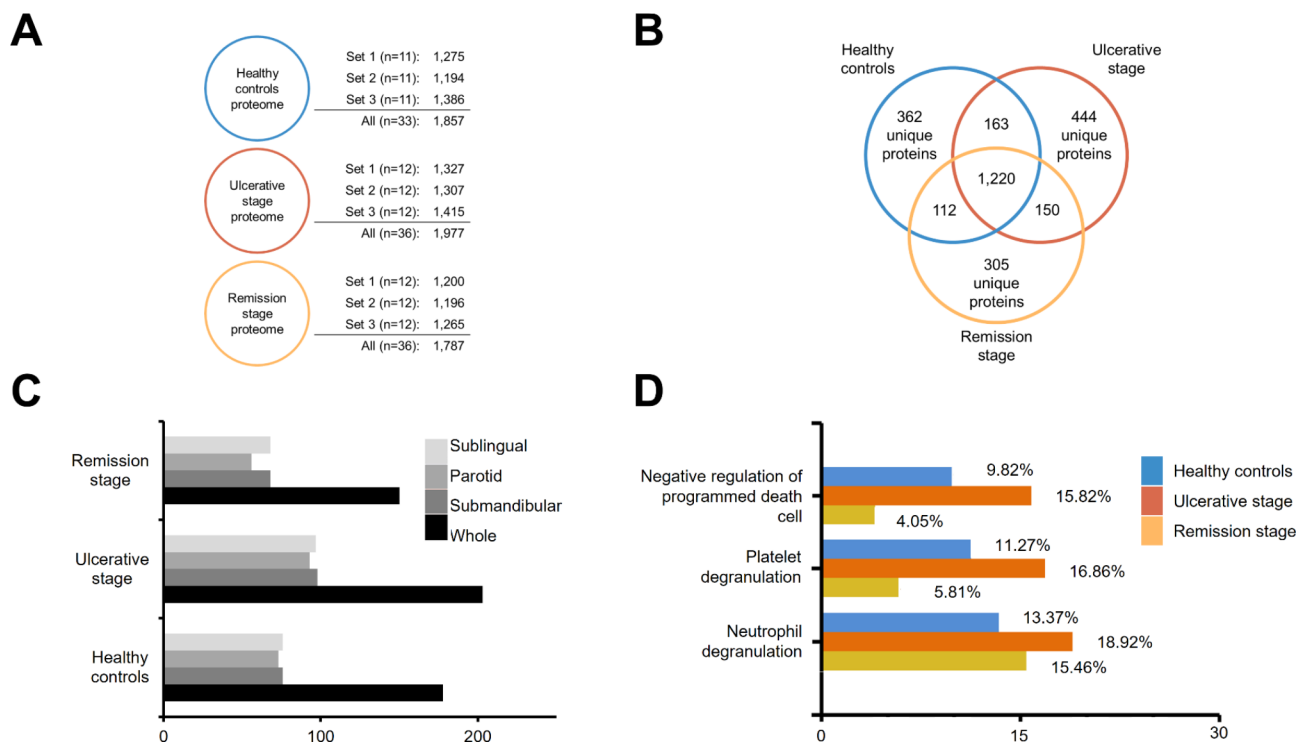 A
Healthy
controls
proteome
Set 1 (n=11): 1,275
Set 2 (n=11): 1,194
Set 3 (n=11): 1,386
All (n=33): 1,857
Ulcerative
stage
proteome
Set 1 (n=12): 1,327
Set 2 (n=12): 1,307
Set 3 (n=12): 1,415
All (n=36): 1,977
Remission
stage
proteome
Set 1 (n=12): 1,200
Set 2 (n=12): 1,196
Set 3 (n=12): 1,265
All (n=36): 1,787
B
Healthy
controls
Ulcerative
stage
362
unique
proteins
163
444
unique
proteins
1,220
112
150
305
unique
proteins
Remission
stage
C
Remission
stage
Ulcerative
stage
Healthy
controls
Sublingual
Parotid
Submandibular
Whole
0 100 200
D
Negative regulation of
programmed death
cell
9.82%
15.82%
4.05%
Platelet
degranulation
11.27%
16.86%
5.81%
Neutrophil
degranulation
13.37%
18.92%
15.46%
Healthy controls
Ulcerative stage
Remission stage
0 15 30